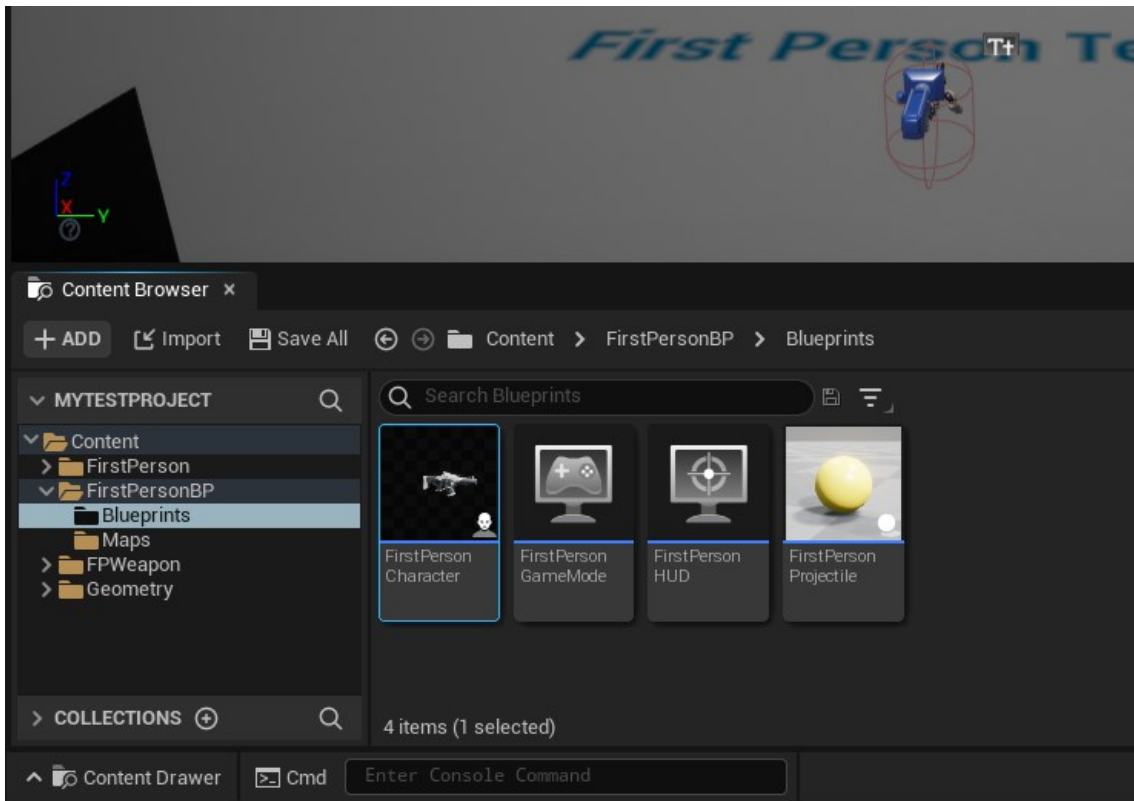 First Person Te
Z
X
Y
Content Browser
+ ADD Import Save All Content > FirstPersonBP > Blueprints
MYTESTPROJECT
Search Blueprints
Content
FirstPerson
FirstPersonBP
Blueprints
Maps
FPWeapon
Geometry
FirstPerson
Character
FirstPerson
GameMode
FirstPerson
HUD
FirstPerson
Projectile
COLLECTIONS
4 items (1 selected)
Content Drawer Cmd Enter Console Command